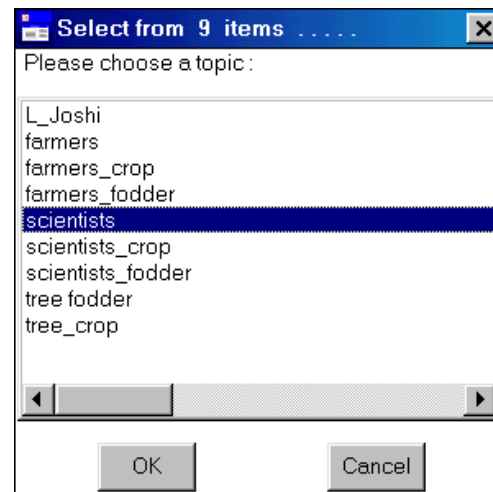 Select from 9 items .....
Please choose a topic :
L_Joshi
farmers
farmers_crop
farmers_fodder
scientists
scientists_crop
scientists_fodder
tree fodder
tree_crop
OK Cancel